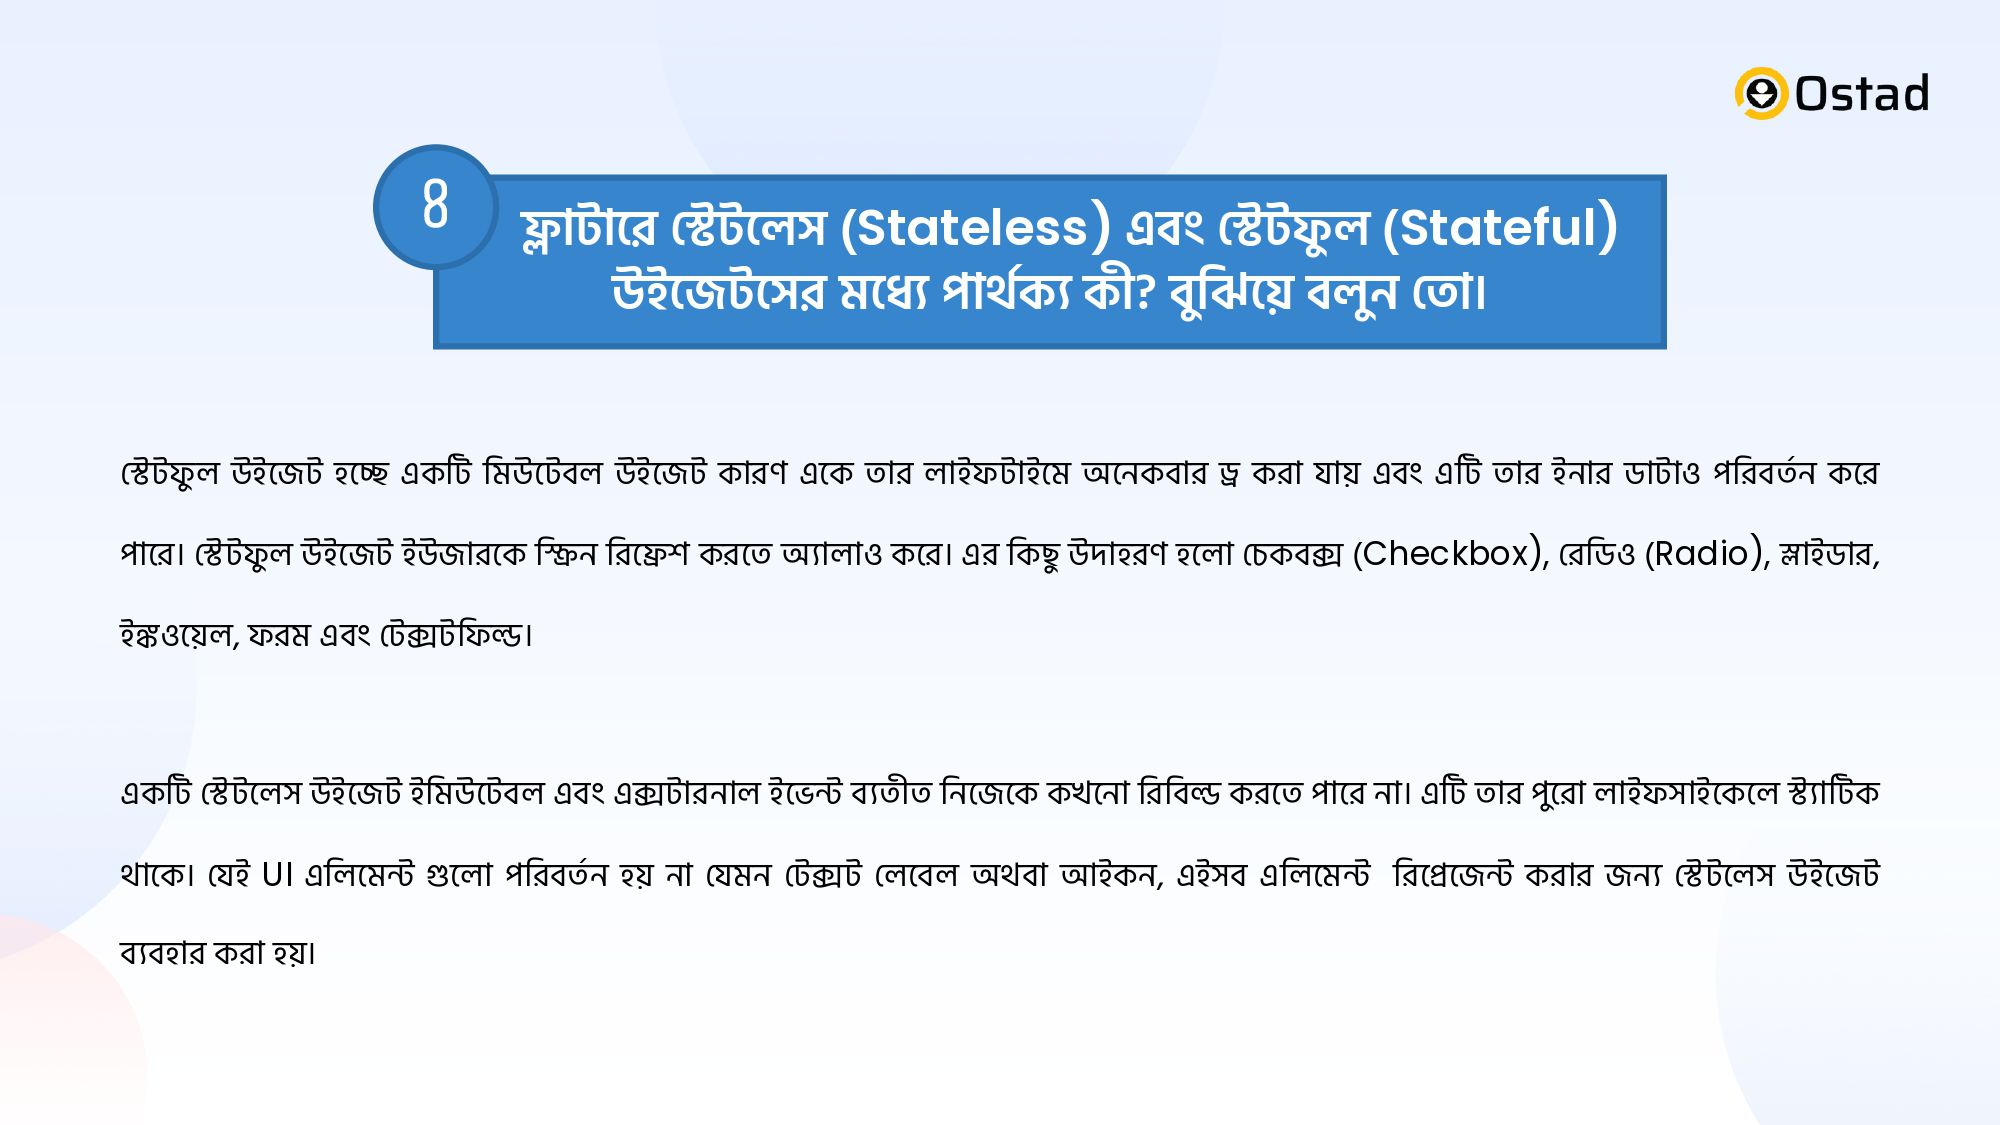 Ostad
৪
ফ্লাটারে স্টেটলেস (Stateless) এবং স্টেটফুল (Stateful)
উইজেটসের মধ্যে পার্থক্য কী? বুঝিয়ে বলুন তো।
স্টেটফুল উইজেট হচ্ছে একটি মিউটেবল উইজেট কারণ একে তার লাইফটাইমে অনেকবার ড্র করা যায় এবং এটি তার ইনার ডাটাও পরিবর্তন করে
পারে। স্টেটফুল উইজেট ইউজারকে স্ক্রিন রিফ্রেশ করতে অ্যালাও করে। এর কিছু উদাহরণ হলো চেকবক্স (Checkbox), রেডিও (Radio), স্লাইডার,
ইঙ্কওয়েল, ফরম এবং টেক্সটফিল্ড।
একটি স্টেটলেস উইজেট ইমিউটেবল এবং এক্সটারনাল ইভেন্ট ব্যতীত নিজেকে কখনো রিবিল্ড করতে পারে না। এটি তার পুরো লাইফসাইকেলে স্ট্যাটিক
থাকে। যেই UI এলিমেন্ট গুলো পরিবর্তন হয় না যেমন টেক্সট লেবেল অথবা আইকন, এইসব এলিমেন্ট রিপ্রেজেন্ট করার জন্য স্টেটলেস উইজেট
ব্যবহার করা হয়।